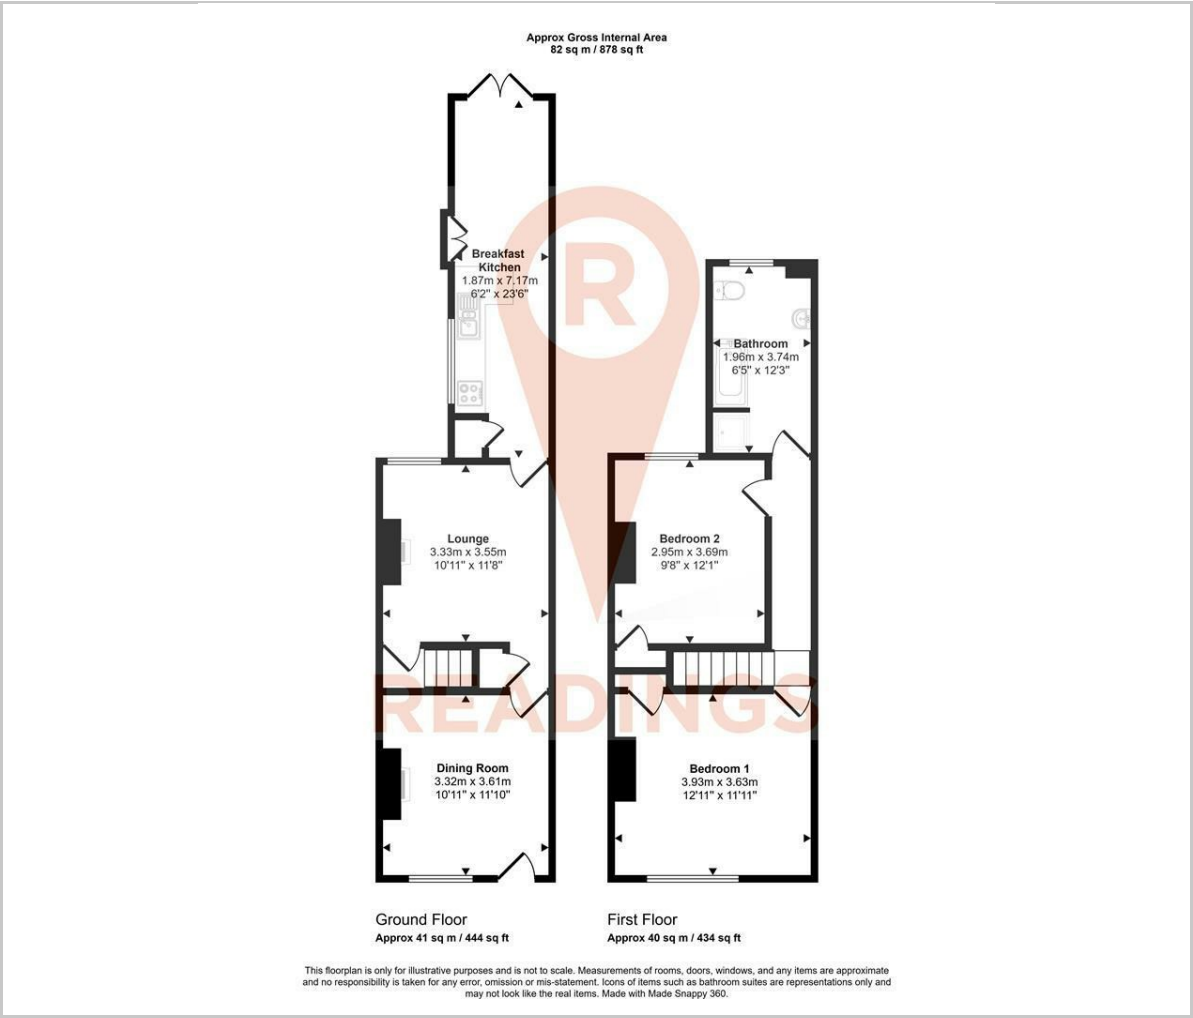 Approx Gross Internal Area
82 sq m / 878 sq ft
Breakfast
Kitchen
1.87m x 7.17m
6'2" x 23'6"
R
Bathroom
1.96m x 3.74m
6'5" x 12'3"
Lounge
3.33m x 3.55m
10'11" x 11'8"
Bedroom 2
2.95m x 3.69m
9'8" x 12'1"
READINGS
Dining Room
3.32m x 3.61m
10'11" x 11'10"
Bedroom 1
3.93m x 3.63m
12'11" x 11'11"
Ground Floor
Approx 41 sq m / 444 sq ft
First Floor
Approx 40 sq m / 434 sq ft
This floorplan is only for illustrative purposes and is not to scale. Measurements of rooms, doors, windows, and any items are approximate
and no responsibility is taken for any error, omission or mis-statement. Icons of items such as bathroom suites are representations only and
may not look like the real items. Made with Made Snappy 360.